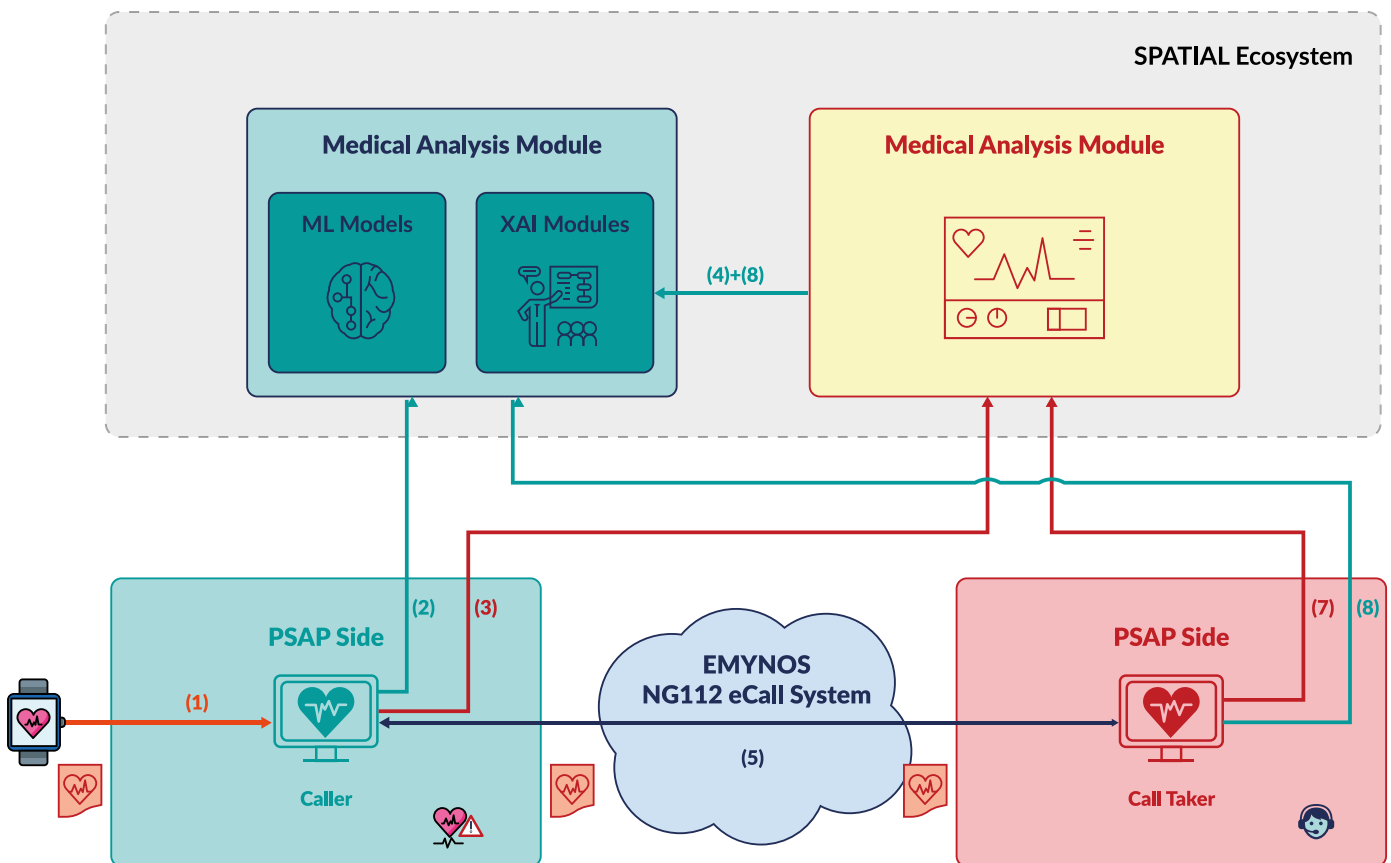 SPATIAL Ecosystem
Medical Analysis Module
Medical Analysis Module
ML Models
XAI Modules
(4)+(8)
(2)
(3)
(7)
(8)
PSAP Side
EMYNOS
NG112 eCall System
PSAP Side
(1)
(5)
Caller
Call Taker